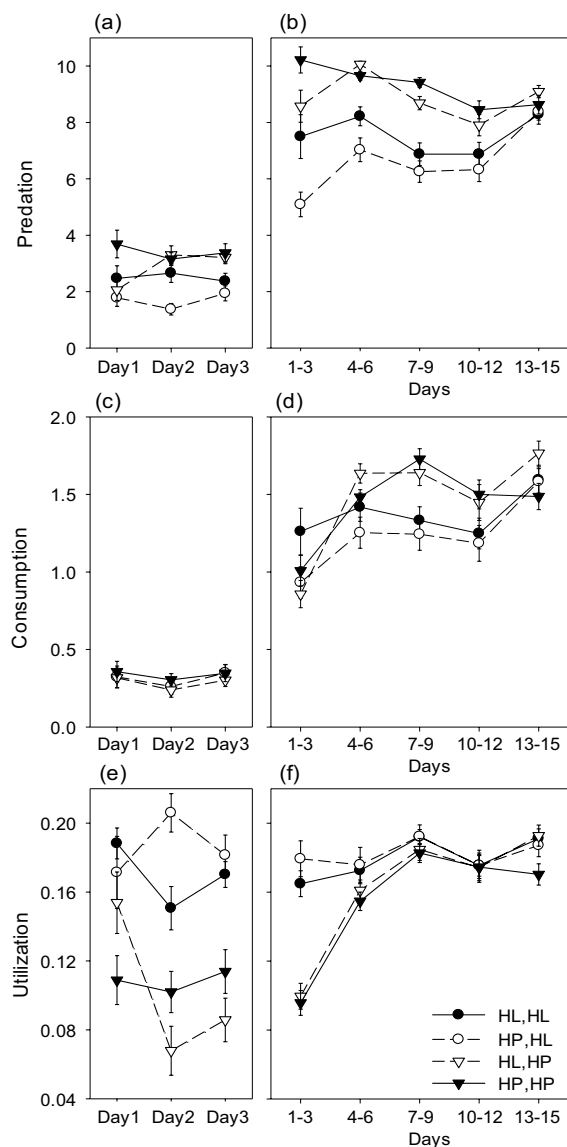 (a) (b)
10
8
6
4
2
0
Predation
Day1 Day2 Day3 1-3 4-6 7-9 10-12 13-15
Days
(c) (d)
2.0
1.5
1.0
0.5
0.0
Consumption
Day1 Day2 Day3 1-3 4-6 7-9 10-12 13-15
Days
(e) (f)
0.20
0.16
0.12
0.08
0.04
Utilization
HL,HL
HP,HL
HL,HP
HP,HP
Day1 Day2 Day3 1-3 4-6 7-9 10-12 13-15
Days